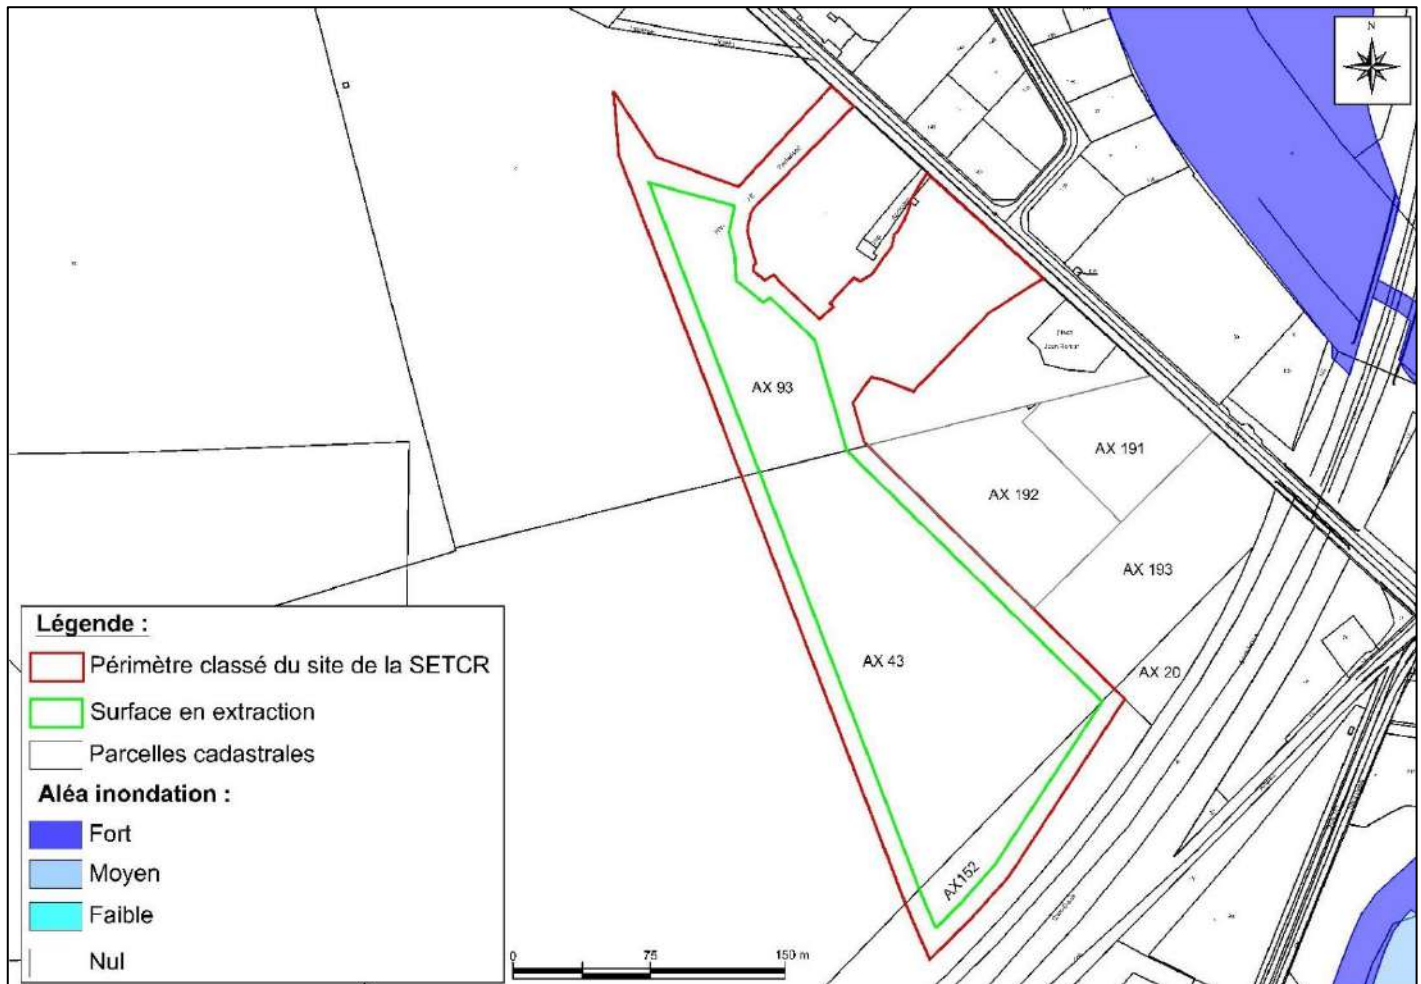 N
AX 93
AX 191
AX 192
AX 193
AX 43
AX 20
AX152
Légende :
Périmètre classé du site de la SETCR
Surface en extraction
Parcelles cadastrales
Aléa inondation :
Fort
Moyen
Faible
Nul
0 75 150 m